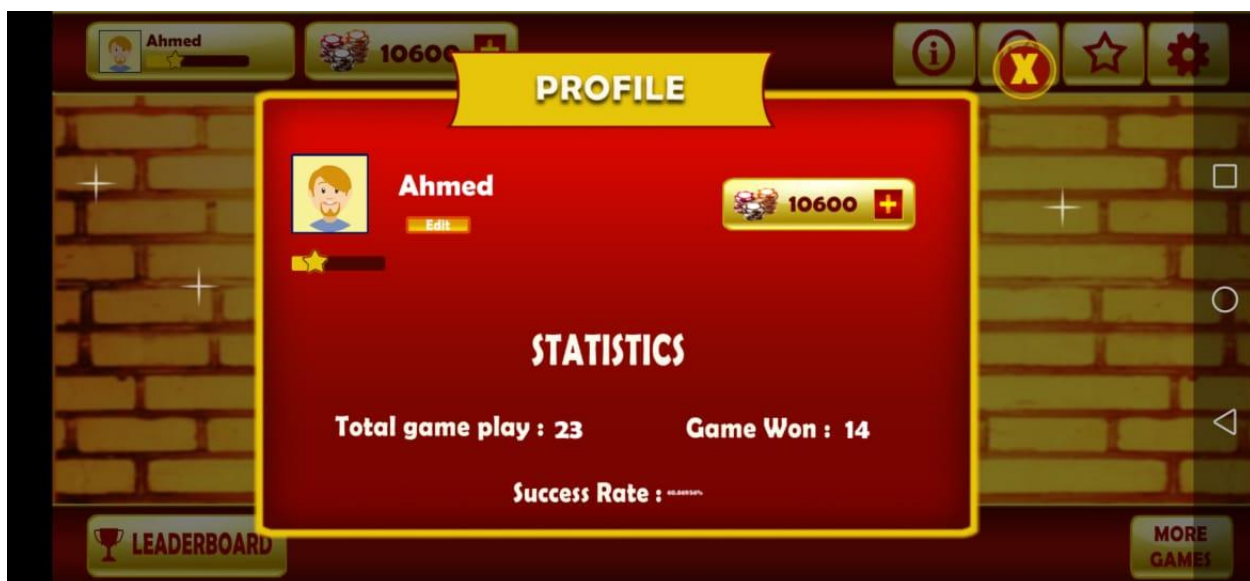 Ahmed
10600
PROFILE
X
Ahmed
Edit
10600
STATISTICS
Total game play : 23
Game Won : 14
Success Rate :
LEADERBOARD
MORE
GAMES